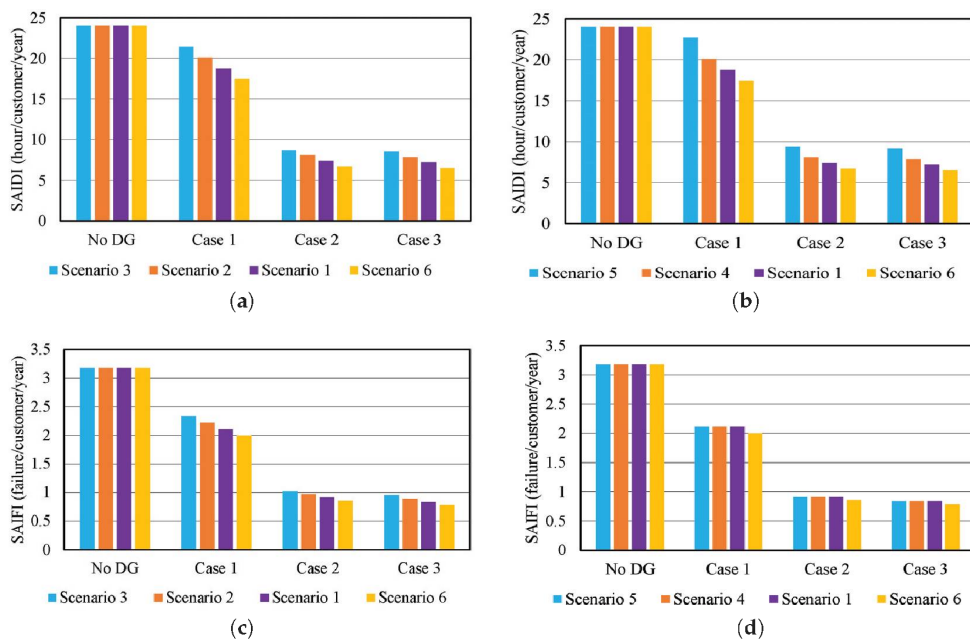 25
20
15
10
5
0
SAIDI (hour/customer/year)
No DG Case 1 Case 2 Case 3
Scenario 3 Scenario 2 Scenario 1 Scenario 6
(a)
25
20
15
10
5
0
SAIDI (hour/customer/year)
No DG Case 1 Case 2 Case 3
Scenario 5 Scenario 4 Scenario 1 Scenario 6
(b)
3.5
3
2.5
2
1.5
1
0.5
0
SAIFI (failure/customer/year)
No DG Case 1 Case 2 Case 3
Scenario 3 Scenario 2 Scenario 1 Scenario 6
(c)
3.5
3
2.5
2
1.5
1
0.5
0
SAIFI (failure/customer/year)
No DG Case 1 Case 2 Case 3
Scenario 5 Scenario 4 Scenario 1 Scenario 6
(d)